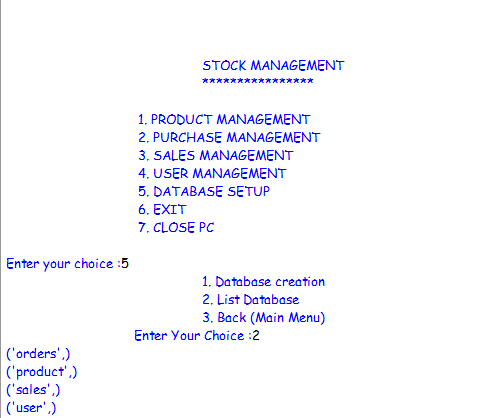 STOCK MANAGEMENT
****************
1. PRODUCT MANAGEMENT
2. PURCHASE MANAGEMENT
3. SALES MANAGEMENT
4. USER MANAGEMENT
5. DATABASE SETUP
6. EXIT
7. CLOSE PC
Enter your choice :5
1. Database creation
2. List Database
3. Back (Main Menu)
Enter Your Choice :2
('orders',)
('product',)
('sales',)
('user',)